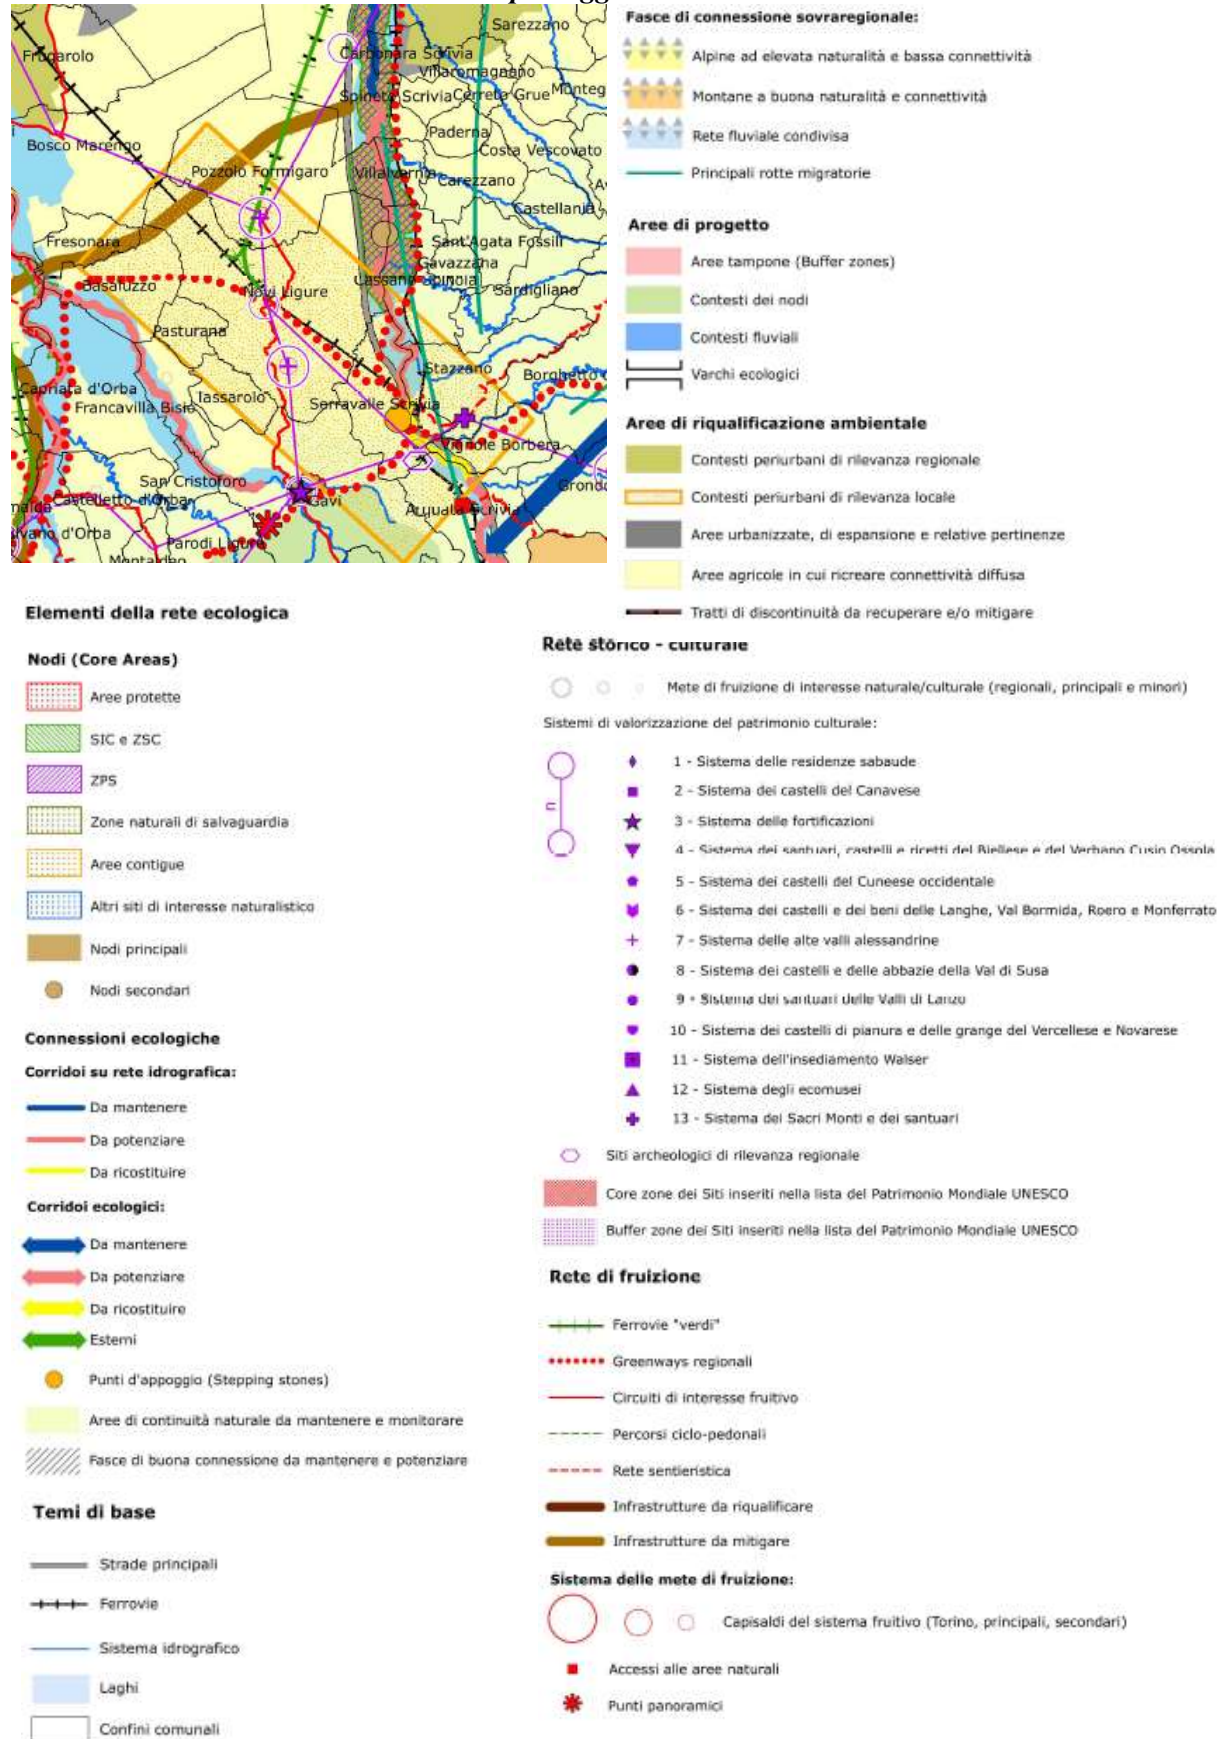 Sarezzano
Frugarolo
Carbonara Scrivia
Villaromagnano
Spineto Scrivia
Cerreto Grue
Monteg
Paderna
Bosco Marengo
Costa Vescovato
Pozzolo Formigaro
Villalvernia
Carezzano
Castellania
Fresonara
Sant'Agata Fossili
Gavazzana
Cassano Spinola
Basaluzzo
Novi Ligure
Sardigliano
Pasturana
Stazzano
Borghetto
Capriata d'Orba
Tassarolo
Francavilla Bisio
Serravalle Scrivia
Vignole Borbera
San Cristoforo
Grondo
Castelletto d'Orba
Gavi
Arquata Scrivia
lvano d'Orba
Parodi Ligure
Montaldeo
Fasce di connessione sovraregionale:
Alpine ad elevata naturalità e bassa connettività
Montane a buona naturalità e connettività
Rete fluviale condivisa
Principali rotte migratorie
Aree di progetto
Aree tampone (Buffer zones)
Contesti dei nodi
Contesti fluviali
Varchi ecologici
Aree di riqualificazione ambientale
Contesti periurbani di rilevanza regionale
Contesti periurbani di rilevanza locale
Aree urbanizzate, di espansione e relative pertinenze
Aree agricole in cui ricreare connettività diffusa
Tratti di discontinuità da recuperare e/o mitigare
Elementi della rete ecologica
Nodi (Core Areas)
Aree protette
SIC e ZSC
ZPS
Zone naturali di salvaguardia
Aree contigue
Altri siti di interesse naturalistico
Nodi principali
Nodi secondari
Connessioni ecologiche
Corridoi su rete idrografica:
Da mantenere
Da potenziare
Da ricostituire
Corridoi ecologici:
Da mantenere
Da potenziare
Da ricostituire
Esterni
Punti d'appoggio (Stepping stones)
Aree di continuità naturale da mantenere e monitorare
Fasce di buona connessione da mantenere e potenziare
Temi di base
Strade principali
Ferrovie
Sistema idrografico
Laghi
Confini comunali
Rete storico - culturale
Mete di fruizione di interesse naturale/culturale (regionali, principali e minori)
Sistemi di valorizzazione del patrimonio culturale:
n
1 - Sistema delle residenze sabaude
2 - Sistema dei castelli del Canavese
3 - Sistema delle fortificazioni
4 - Sistema dei santuari, castelli e ricetti del Biellese e del Verbano Cusio Ossola
5 - Sistema dei castelli del Cuneese occidentale
6 - Sistema dei castelli e dei beni delle Langhe, Val Bormida, Roero e Monferrato
7 - Sistema delle alte valli alessandrine
8 - Sistema dei castelli e delle abbazie della Val di Susa
9 - Sistema dei santuari delle Valli di Lanzo
10 - Sistema dei castelli di pianura e delle grange del Vercellese e Novarese
11 - Sistema dell'insediamento Walser
12 - Sistema degli ecomusei
13 - Sistema dei Sacri Monti e dei santuari
Siti archeologici di rilevanza regionale
Core zone dei Siti inseriti nella lista del Patrimonio Mondiale UNESCO
Buffer zone dei Siti inseriti nella lista del Patrimonio Mondiale UNESCO
Rete di fruizione
Ferrovie "verdi"
Greenways regionali
Circuiti di interesse fruitivo
Percorsi ciclo-pedonali
Rete sentieristica
Infrastrutture da riqualificare
Infrastrutture da mitigare
Sistema delle mete di fruizione:
Capisaldi del sistema fruitivo (Torino, principali, secondari)
Accessi alle aree naturali
Punti panoramici